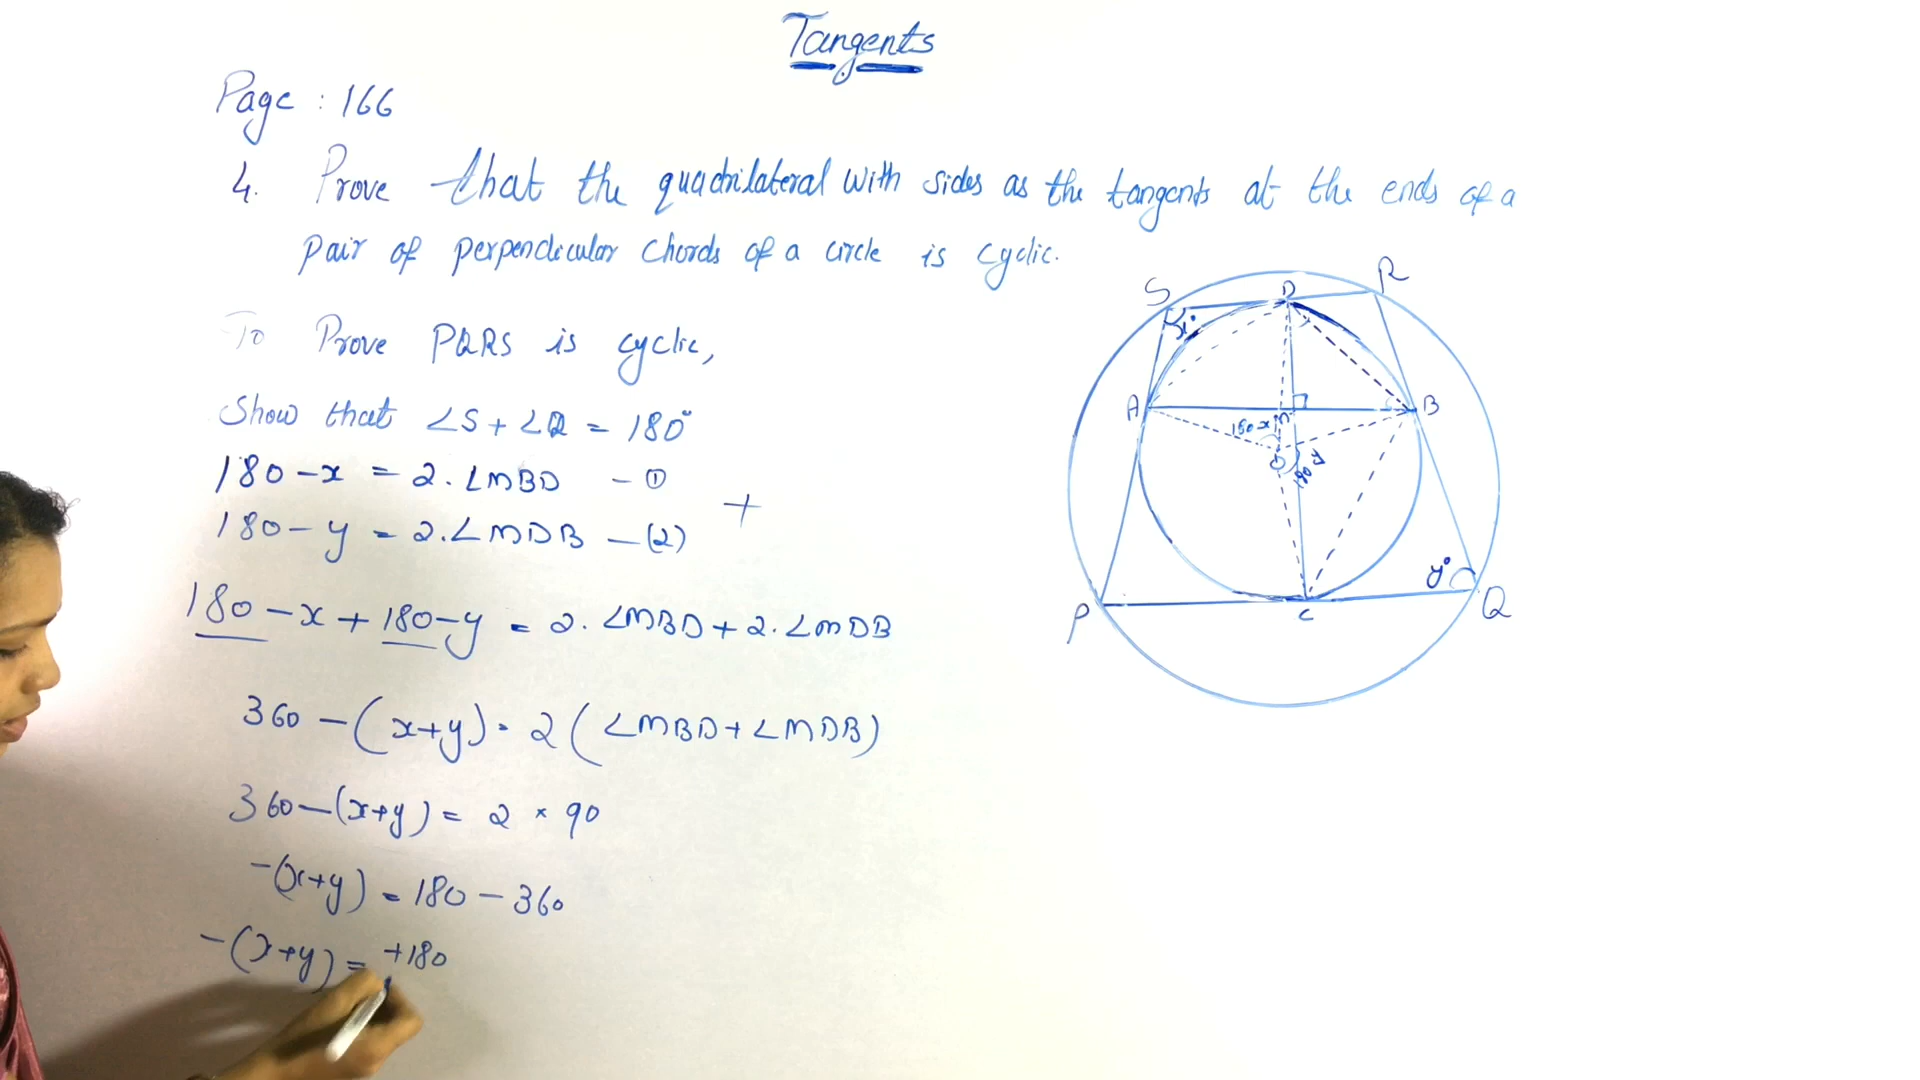 Tangents
Page : 166
4. Prove that the quadrilateral with sides as the tangents at the ends of a
pair of perpendicular chords of a circle is cyclic.
To Prove PQRS is cyclic,
Show that ∠S + ∠Q = 180°
180 - x = 2. ∠MBD - ①
180 - y = 2. ∠MDB - (2)
+
180 - x + 180 - y = 2. ∠MBD + 2. ∠MDB
360 - (x+y) = 2 (∠MBD + ∠MDB)
360 - (x+y) = 2 × 90
-(x+y) = 180 - 360
-(x+y) = +180
S
D
R
x°
A
B
180 x
M
O
180 y
y°
P
C
Q